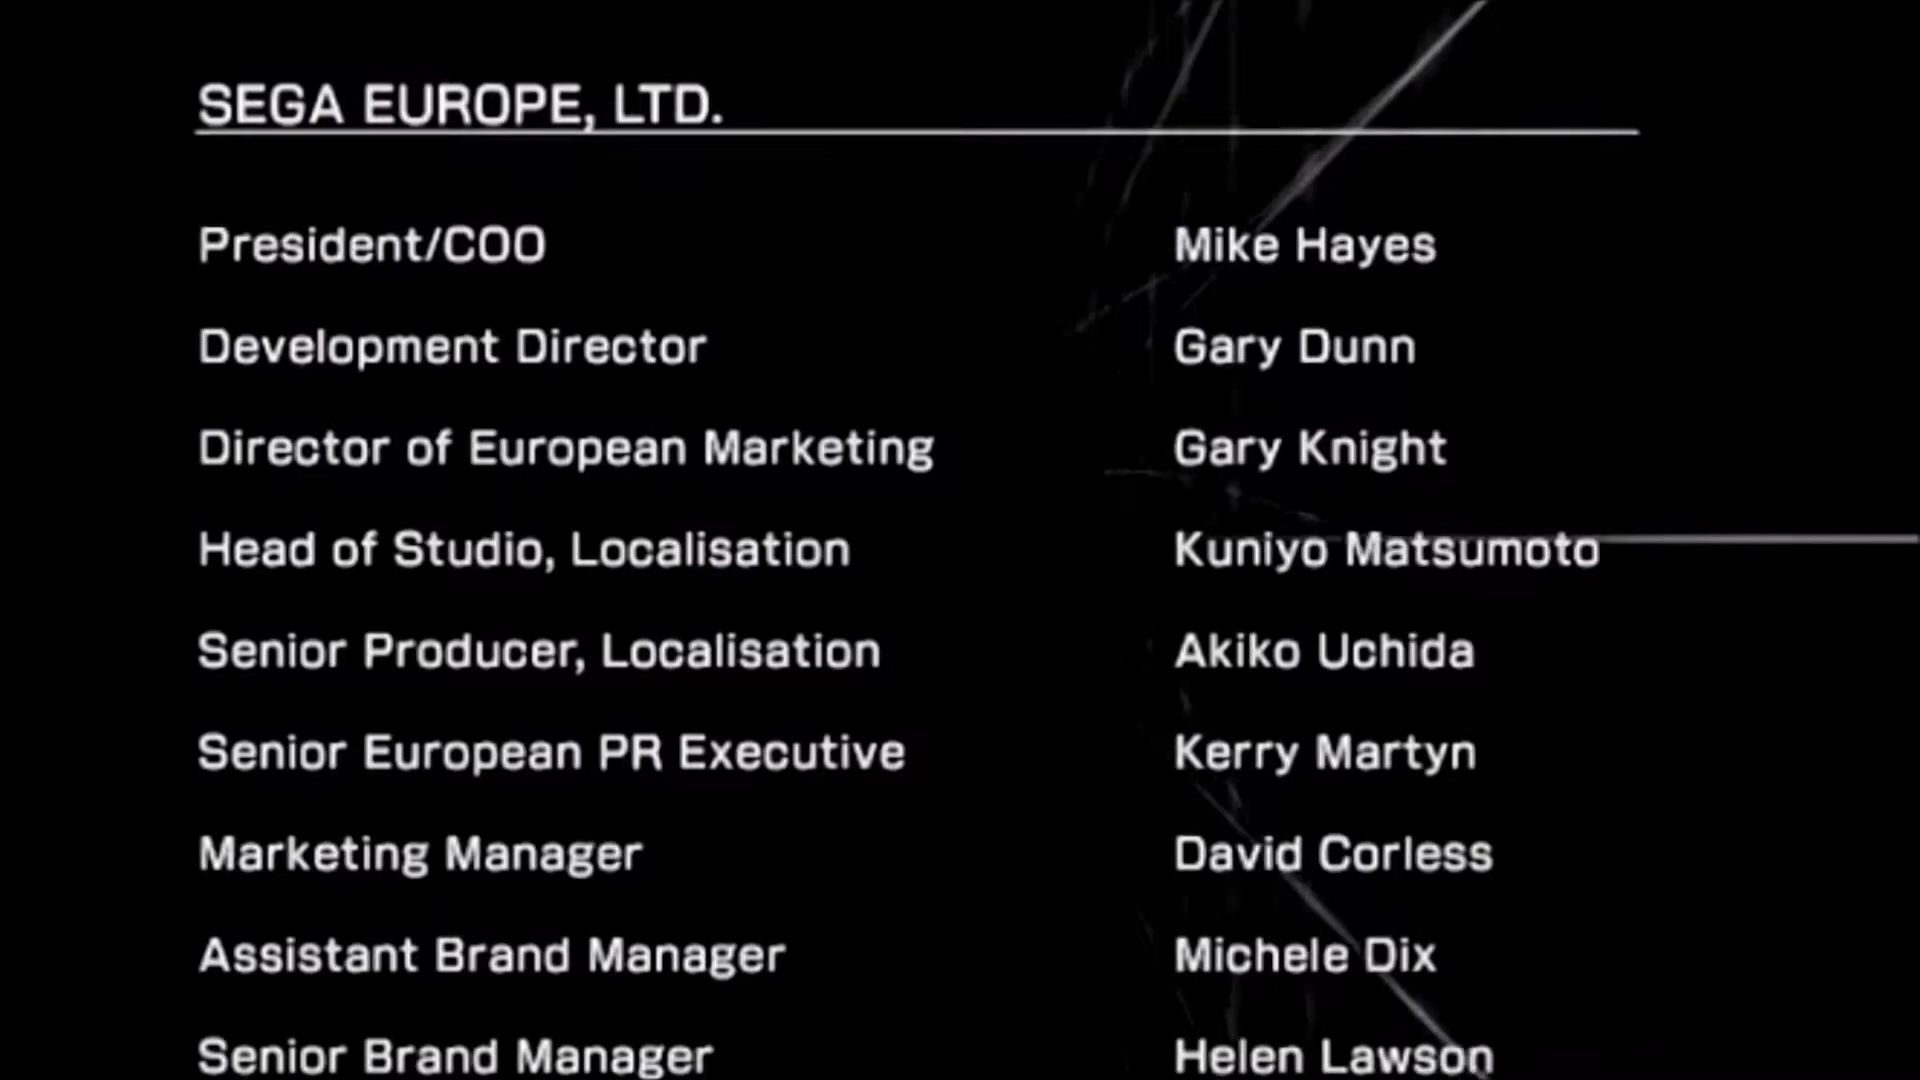 SEGA EUROPE, LTD.
President/COO Mike Hayes
Development Director Gary Dunn
Director of European Marketing Gary Knight
Head of Studio, Localisation Kuniyo Matsumoto
Senior Producer, Localisation Akiko Uchida
Senior European PR Executive Kerry Martyn
Marketing Manager David Corless
Assistant Brand Manager Michele Dix
Senior Brand Manager Helen Lawson